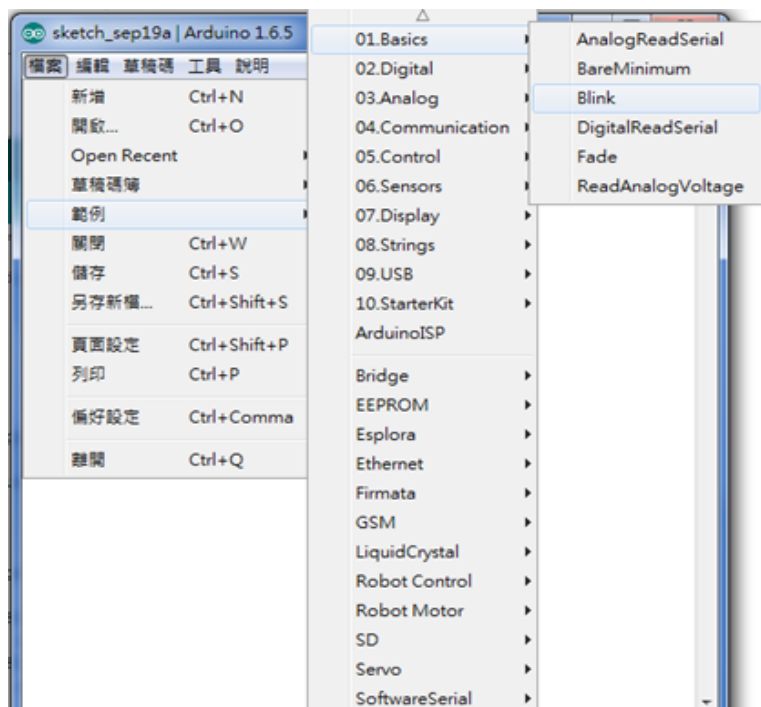 sketch_sep19a | Arduino 1.6.5
檔案 編輯 草稿碼 工具 說明
新增 Ctrl+N
開啟... Ctrl+O
Open Recent
草稿碼簿
範例
關閉 Ctrl+W
儲存 Ctrl+S
另存新檔... Ctrl+Shift+S
頁面設定 Ctrl+Shift+P
列印 Ctrl+P
偏好設定 Ctrl+Comma
離開 Ctrl+Q
01.Basics
02.Digital
03.Analog
04.Communication
05.Control
06.Sensors
07.Display
08.Strings
09.USB
10.StarterKit
ArduinoISP
Bridge
EEPROM
Esplora
Ethernet
Firmata
GSM
LiquidCrystal
Robot Control
Robot Motor
SD
Servo
SoftwareSerial
AnalogReadSerial
BareMinimum
Blink
DigitalReadSerial
Fade
ReadAnalogVoltage